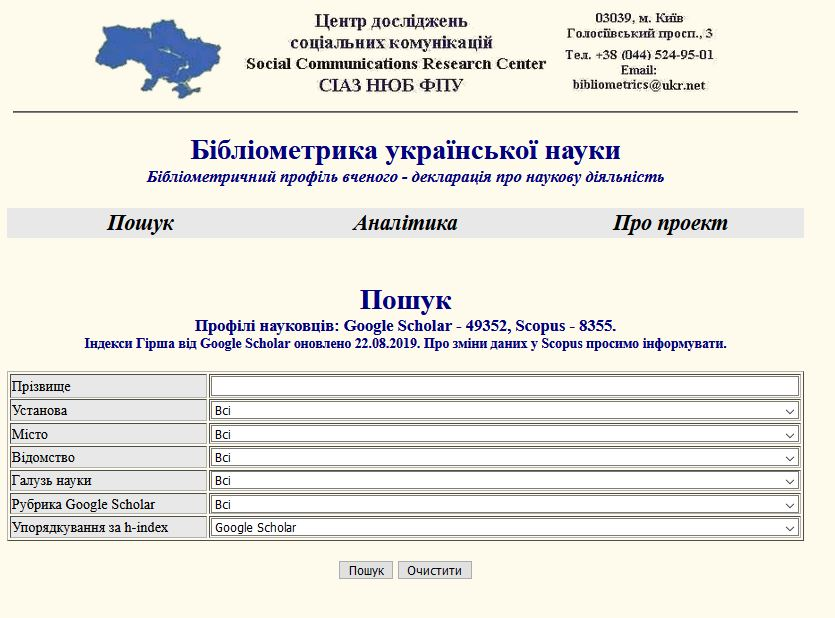 Центр досліджень
соціальних комунікацій
Social Communications Research Center
СІАЗ НЮБ ФПУ
03039, м. Київ
Голосіївський просп., 3
Тел. +38 (044) 524-95-01
Email:
bibliometrics@ukr.net
Бібліометрика української науки
Бібліометричний профіль вченого - декларація про наукову діяльність
Пошук Аналітика Про проект
Пошук
Профілі науковців: Google Scholar - 49352, Scopus - 8355.
Індекси Гірша від Google Scholar оновлено 22.08.2019. Про зміни даних у Scopus просимо інформувати.
Прізвище
Установа Всі
Місто Всі
Відомство Всі
Галузь науки Всі
Рубрика Google Scholar Всі
Упорядкування за h-index Google Scholar
Пошук Очистити